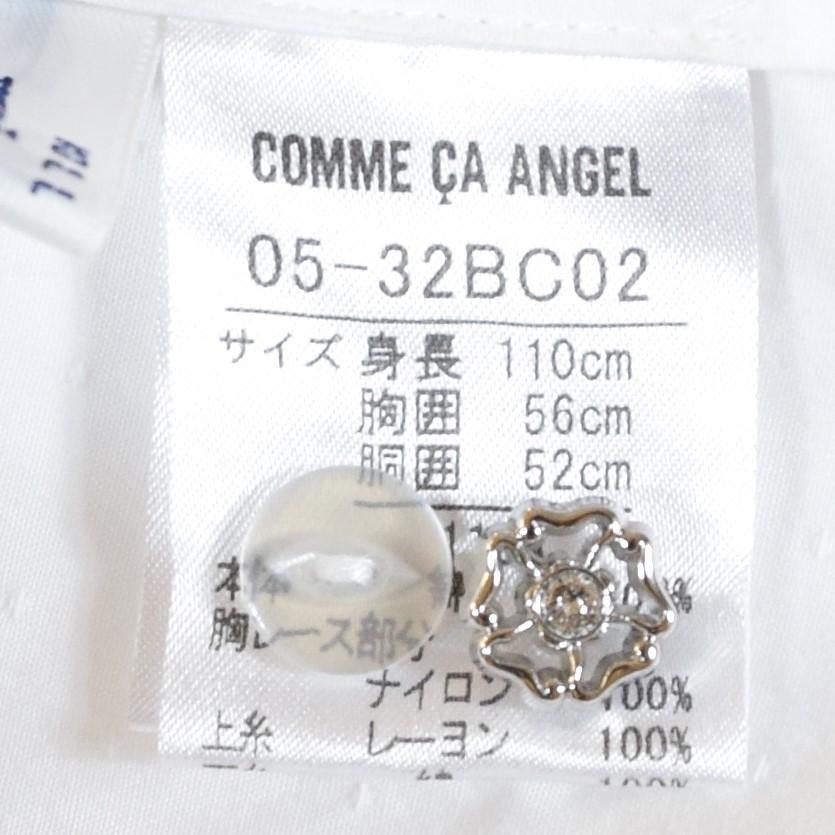 COMME ÇA ANGEL
05-32BC02
サイズ 身長 110cm
胸囲 56cm
胴囲 52cm
本体
胸レース部分
ナイロン 100%
上糸 レーヨン 100%